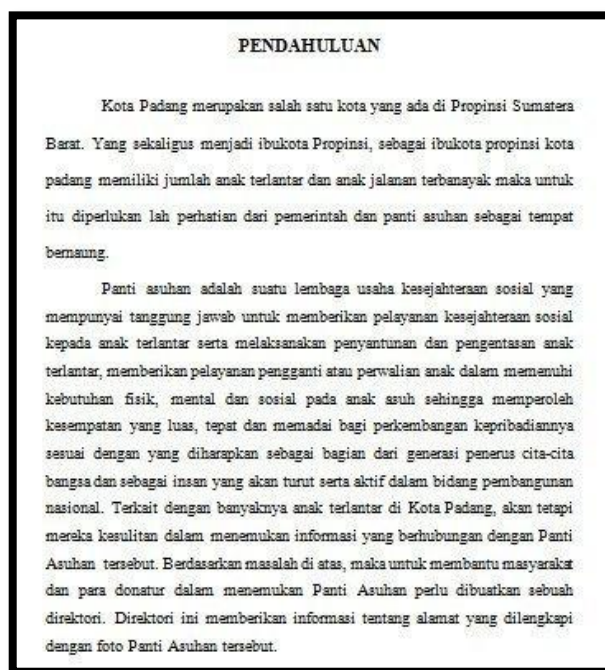 PENDAHULUAN
Kota Padang merupakan salah satu kota yang ada di Propinsi Sumatera
Barat. Yang sekaligus menjadi ibukota Propinsi, sebagai ibukota propinsi kota
padang memiliki jumlah anak terlantar dan anak jalanan terbanayak maka untuk
itu diperlukan lah perhatian dari pemerintah dan panti asuhan sebagai tempat
bernaung.
Panti asuhan adalah suatu lembaga usaha kesejahteraan sosial yang
mempunyai tanggung jawab untuk memberikan pelayanan kesejahteraan sosial
kepada anak terlantar serta melaksanakan penyantunan dan pengentasan anak
terlantar, memberikan pelayanan pengganti atau perwalian anak dalam memenuhi
kebutuhan fisik, mental dan sosial pada anak asuh sehingga memperoleh
kesempatan yang luas, tepat dan memadai bagi perkembangan kepribadiannya
sesuai dengan yang diharapkan sebagai bagian dari generasi penerus cita-cita
bangsa dan sebagai insan yang akan turut serta aktif dalam bidang pembangunan
nasional. Terkait dengan banyaknya anak terlantar di Kota Padang, akan tetapi
mereka kesulitan dalam menemukan informasi yang berhubungan dengan Panti
Asuhan tersebut. Berdasarkan masalah di atas, maka untuk membantu masyarakat
dan para donatur dalam menemukan Panti Asuhan perlu dibuatkan sebuah
direktori. Direktori ini memberikan informasi tentang alamat yang dilengkapi
dengan foto Panti Asuhan tersebut.